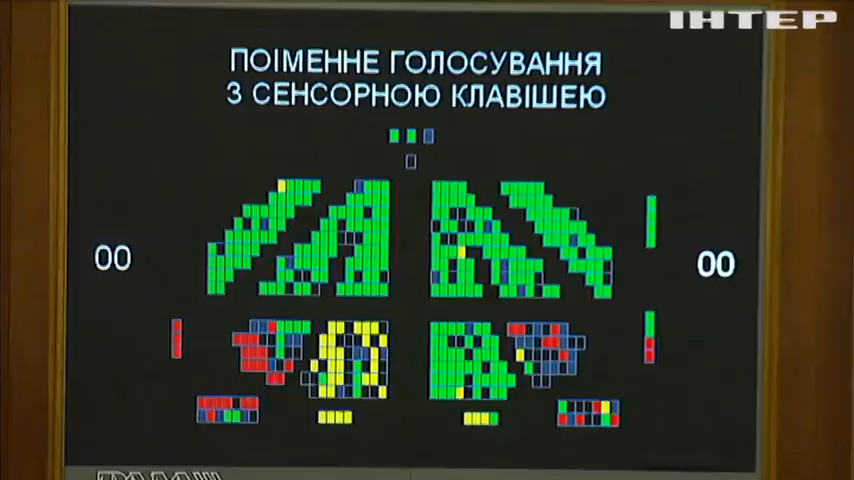 ІНТЕР
ПОІМЕННЕ ГОЛОСУВАННЯ
З СЕНСОРНОЮ КЛАВІШЕЮ
00
00